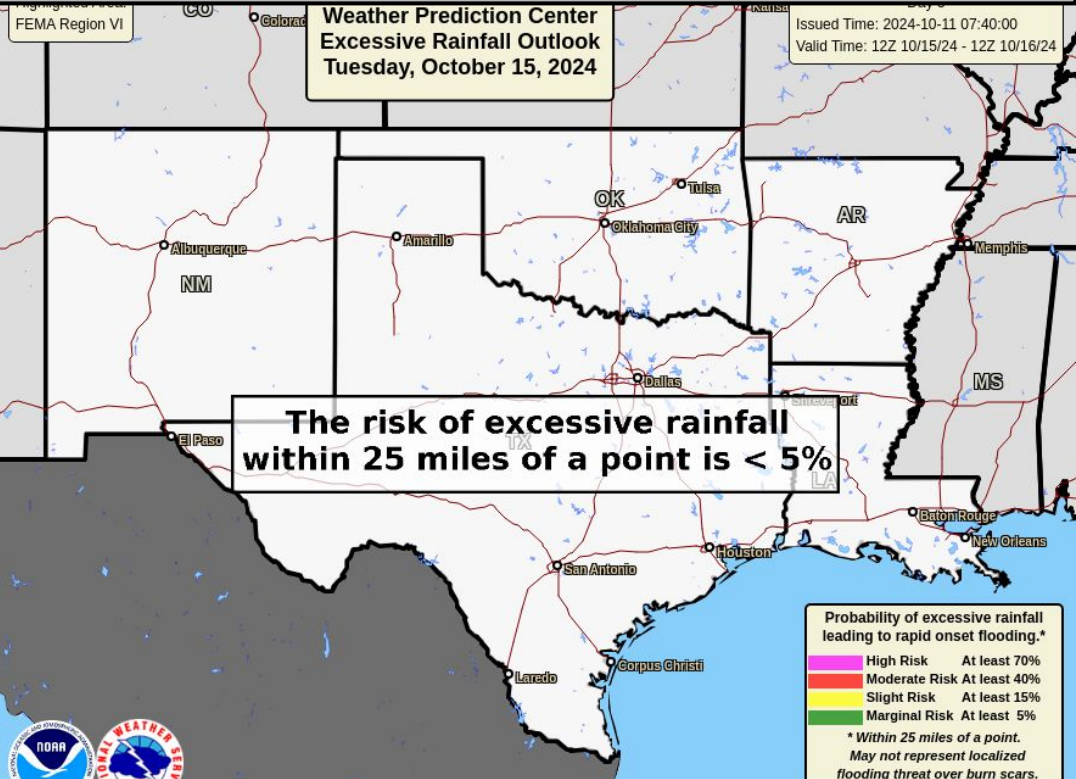 Highlighted Area:
FEMA Region VI
Weather Prediction Center
Excessive Rainfall Outlook
Tuesday, October 15, 2024
Issued Time: 2024-10-11 07:40:00
Valid Time: 12Z 10/15/24 - 12Z 10/16/24
CO
Colorad
Kansa
OK
Tulsa
AR
Oklahoma City
Amarillo
Albuquerque
Memphis
NM
Dallas
MS
Shreveport
The risk of excessive rainfall
TX
El Paso
within 25 miles of a point is < 5%
LA
Baton Rouge
New Orleans
Houston
San Antonio
Corpus Christi
Laredo
Probability of excessive rainfall
leading to rapid onset flooding.*
High Risk At least 70%
Moderate Risk At least 40%
Slight Risk At least 15%
Marginal Risk At least 5%
* Within 25 miles of a point.
May not represent localized
flooding threat over burn scars.
NOAA
NAL WEATHER SE